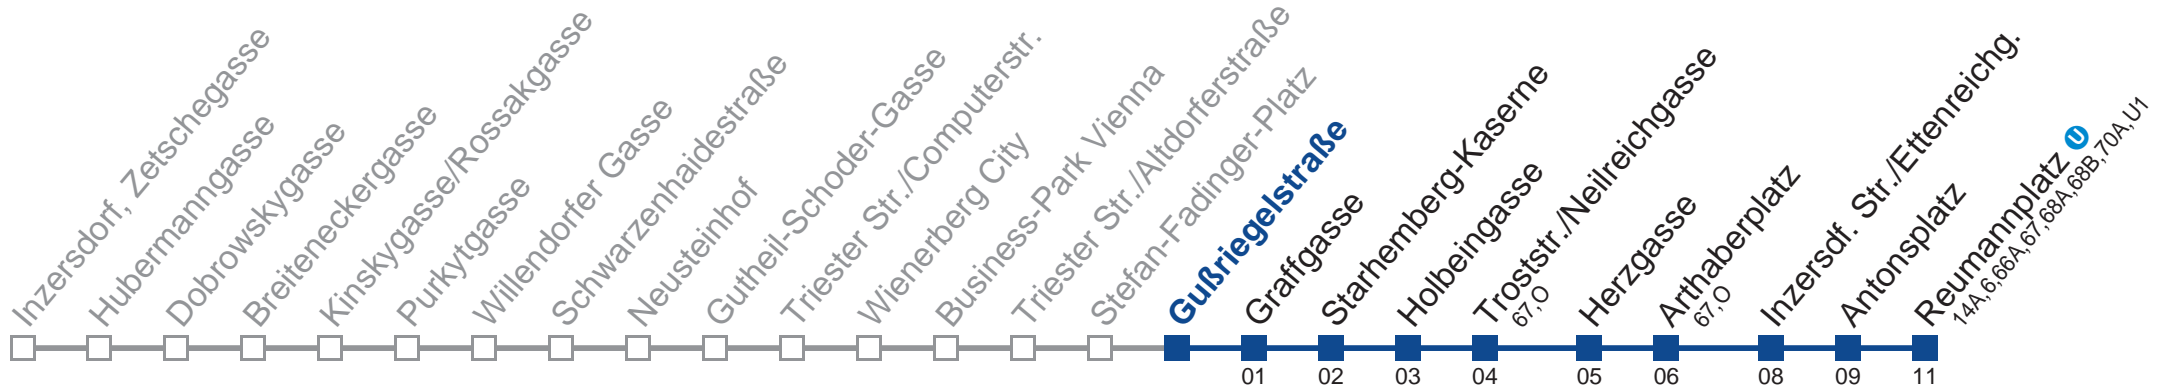 Inzersdorf, Zetschegasse
Hubermanngasse
Dobrowskygasse
Breiteneckergasse
Kinskygasse/Rossakgasse
Purkytgasse
Willendorfer Gasse
Schwarzenhaidestraße
Neusteinhof
Gutheil-Schoder-Gasse
Triester Str./Computerstr.
Wienerberg City
Business-Park Vienna
Triester Str./Altdorferstraße
Stefan-Fadinger-Platz
Gußriegelstraße
Graffgasse
Starhemberg-Kaserne
Holbeingasse
Troststr./Neilreichgasse
67,O
Herzgasse
Arthaberplatz
67,O
Inzersdf. Str./Ettenreichg.
Antonsplatz
Reumannplatz U
14A,6,66A,67,68A,68B,70A,U1
01 02 03 04 05 06 08 09 11